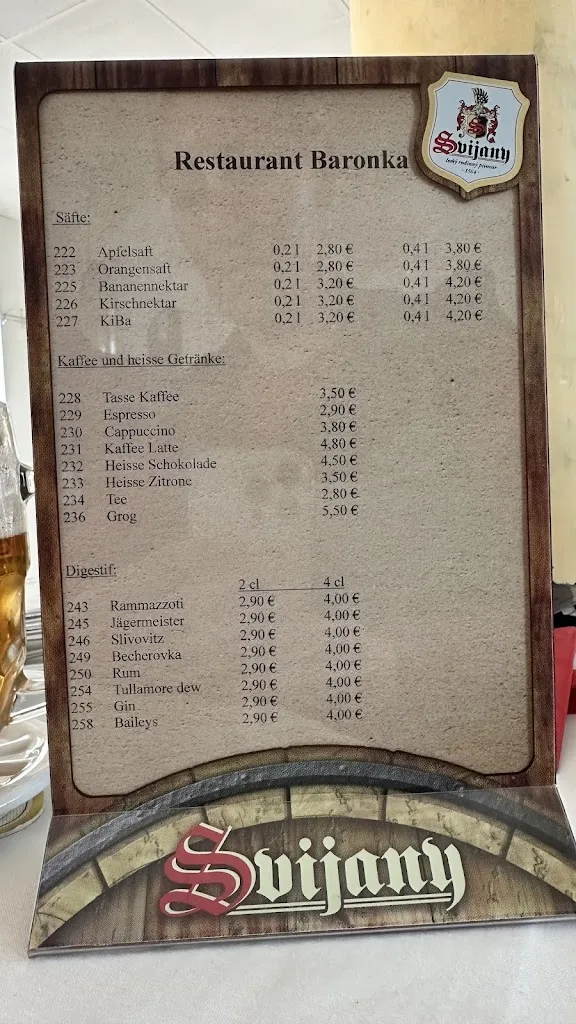 Svijany
český rodinný pivovar
· 1564 ·
Restaurant Baronka
Säfte:
222 Apfelsaft 0,2 l 2,80 € 0,4 l 3,80 €
223 Orangensaft 0,2 l 2,80 € 0,4 l 3,80 €
225 Bananennektar 0,2 l 3,20 € 0,4 l 4,20 €
226 Kirschnektar 0,2 l 3,20 € 0,4 l 4,20 €
227 KiBa 0,2 l 3,20 € 0,4 l 4,20 €
Kaffee und heisse Getränke:
228 Tasse Kaffee 3,50 €
229 Espresso 2,90 €
230 Cappuccino 3,80 €
231 Kaffee Latte 4,80 €
232 Heisse Schokolade 4,50 €
233 Heisse Zitrone 3,50 €
234 Tee 2,80 €
236 Grog 5,50 €
Digestif:
2 cl 4 cl
243 Rammazzoti 2,90 € 4,00 €
245 Jägermeister 2,90 € 4,00 €
246 Slivovitz 2,90 € 4,00 €
249 Becherovka 2,90 € 4,00 €
250 Rum 2,90 € 4,00 €
254 Tullamore dew 2,90 € 4,00 €
255 Gin 2,90 € 4,00 €
258 Baileys 2,90 € 4,00 €
Svijany